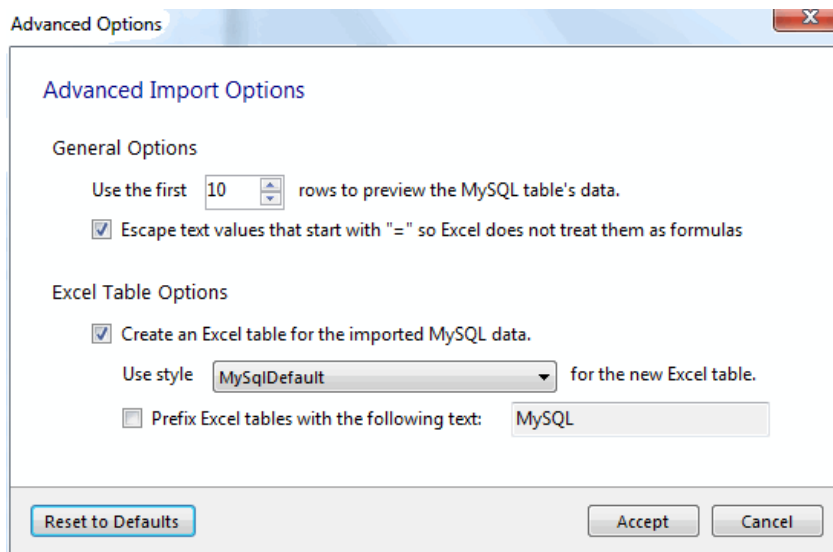 Advanced Options
Advanced Import Options
General Options
Use the first 10 rows to preview the MySQL table's data.
Escape text values that start with "=" so Excel does not treat them as formulas
Excel Table Options
Create an Excel table for the imported MySQL data.
Use style MySqlDefault for the new Excel table.
Prefix Excel tables with the following text: MySQL
Reset to Defaults Accept Cancel